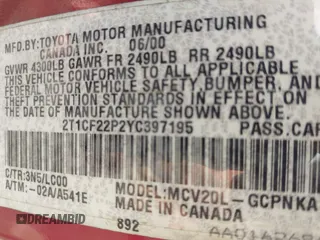 MFD.BY:TOYOTA MOTOR MANUFACTURING
CANADA INC. 06/00
GVWR 4300LB GAWR FR 2490LB RR 2490LB
THIS VEHICLE CONFORMS TO ALL APPLICABLE
FEDERAL MOTOR VEHICLE SAFETY, BUMPER, AND
THEFT PREVENTION STANDARDS IN EFFECT ON THE
DATE OF MANUFACTURE SHOWN ABOVE.
2T1CF22P2YC397195 PASS.CAR
C/TR:3N5/LC00
A/TM:-02A/A541E MCV20L-GCPNKA
MADE IN CANADA
892
DREAMBID